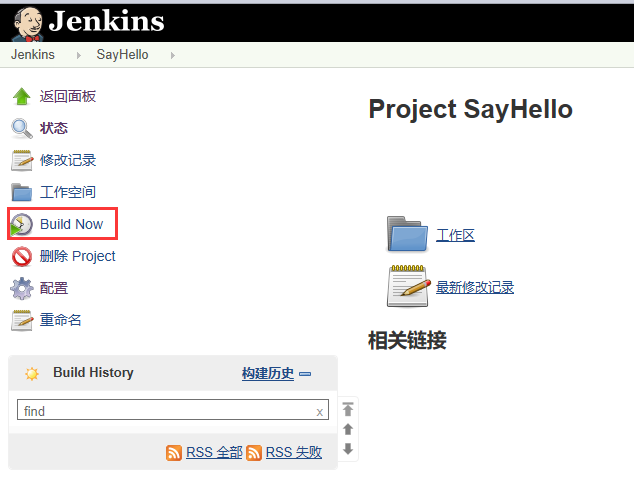 Jenkins
Jenkins SayHello
返回面板
状态
修改记录
工作空间
Build Now
删除 Project
配置
重命名
Build History 构建历史
find x
RSS 全部 RSS 失败
Project SayHello
工作区
最新修改记录
相关链接